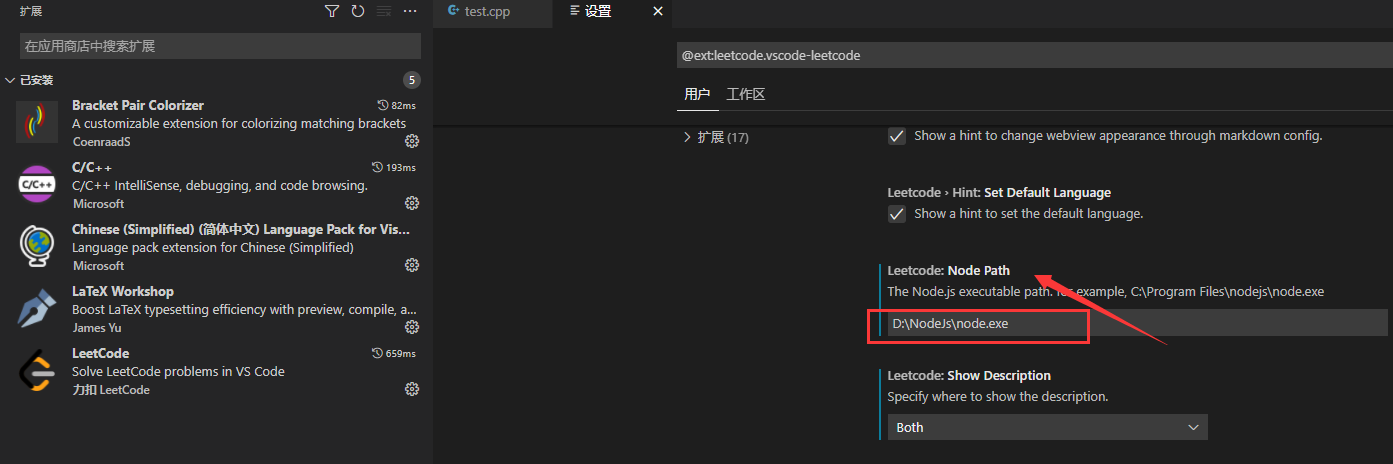 扩展
在应用商店中搜索扩展
已安装
5
Bracket Pair Colorizer
82ms
A customizable extension for colorizing matching brackets
CoenraadS
C/C++
C/C++
193ms
C/C++ IntelliSense, debugging, and code browsing.
Microsoft
Chinese (Simplified) (简体中文) Language Pack for Vis...
Language pack extension for Chinese (Simplified)
Microsoft
LaTeX Workshop
Boost LaTeX typesetting efficiency with preview, compile, a...
James Yu
LeetCode
659ms
Solve LeetCode problems in VS Code
力扣 LeetCode
test.cpp
设置
@ext:leetcode.vscode-leetcode
用户
工作区
扩展 (17)
Show a hint to change webview appearance through markdown config.
Leetcode › Hint: Set Default Language
Show a hint to set the default language.
Leetcode: Node Path
The Node.js executable path. for example, C:\Program Files\nodejs\node.exe
D:\NodeJs\node.exe
Leetcode: Show Description
Specify where to show the description.
Both